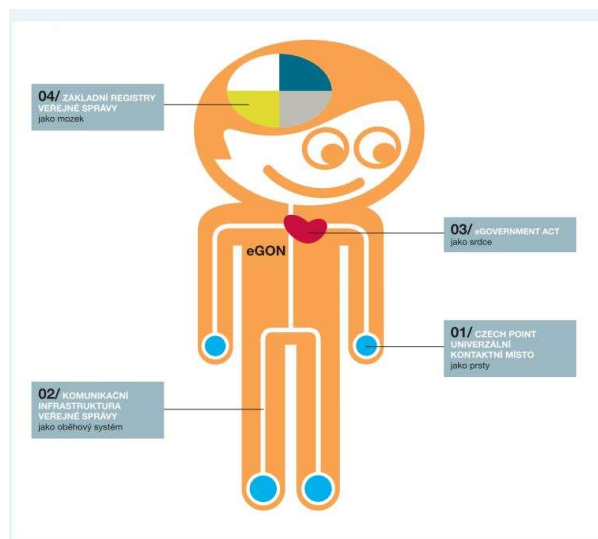 04/ ZÁKLADNÍ REGISTRY
VEŘEJNÉ SPRÁVY
jako mozek
03/ eGOVERNMENT ACT
jako srdce
eGON
01/ CZECH POINT
UNIVERZÁLNÍ
KONTAKTNÍ MÍSTO
jako prsty
02/ KOMUNIKAČNÍ
INFRASTRUKTURA
VEŘEJNÉ SPRÁVY
jako oběhový systém